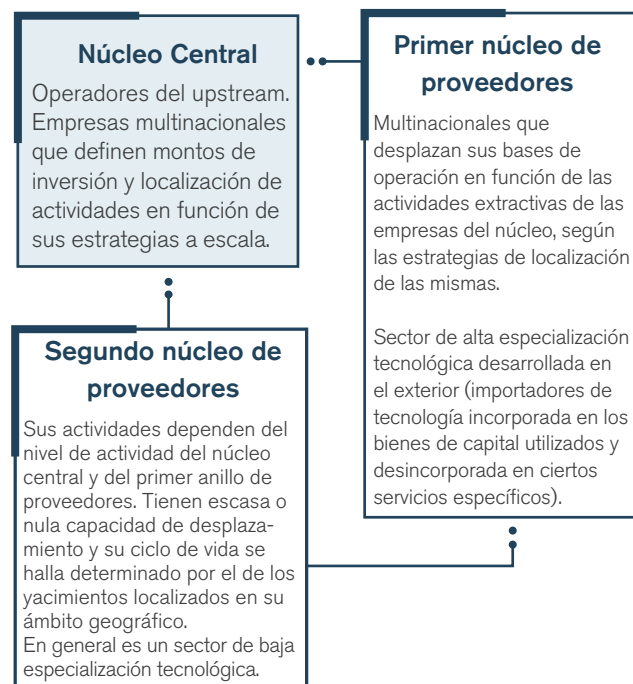 Núcleo Central
Operadores del upstream.
Empresas multinacionales
que definen montos de
inversión y localización de
actividades en función de
sus estrategias a escala.
Primer núcleo de
proveedores
Multinacionales que
desplazan sus bases de
operación en función de las
actividades extractivas de las
empresas del núcleo, según
las estrategias de localización
de las mismas.
Sector de alta especialización
tecnológica desarrollada en
el exterior (importadores de
tecnología incorporada en los
bienes de capital utilizados y
desincorporada en ciertos
servicios específicos).
Segundo núcleo de
proveedores
Sus actividades dependen del
nivel de actividad del núcleo
central y del primer anillo de
proveedores. Tienen escasa o
nula capacidad de desplaza-
miento y su ciclo de vida se
halla determinado por el de los
yacimientos localizados en su
ámbito geográfico.
En general es un sector de baja
especialización tecnológica.